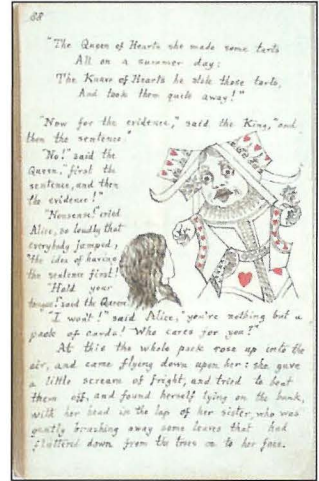 88
"The Queen of Hearts she made some tarts
All on a summer day:
The Knave of Hearts he stole those tarts,
And took them quite away!"
"Now for the evidence," said the King, "and
then the sentence."
"No!" said the
Queen, "first the
sentence, and then
the evidence!"
"Nonsense!" cried
Alice, so loudly that
everybody jumped,
"the idea of having
the sentence first!"
"Hold your
tongue!" said the Queen.
"I won't!" said Alice, "you're nothing but a
pack of cards! Who cares for you?"
At this the whole pack rose up into the
air, and came flying down upon her: she gave
a little scream of fright, and tried to beat
them off, and found herself lying on the bank,
with her head in the lap of her sister, who was
gently brushing away some leaves that had
fluttered down from the trees on to her face.